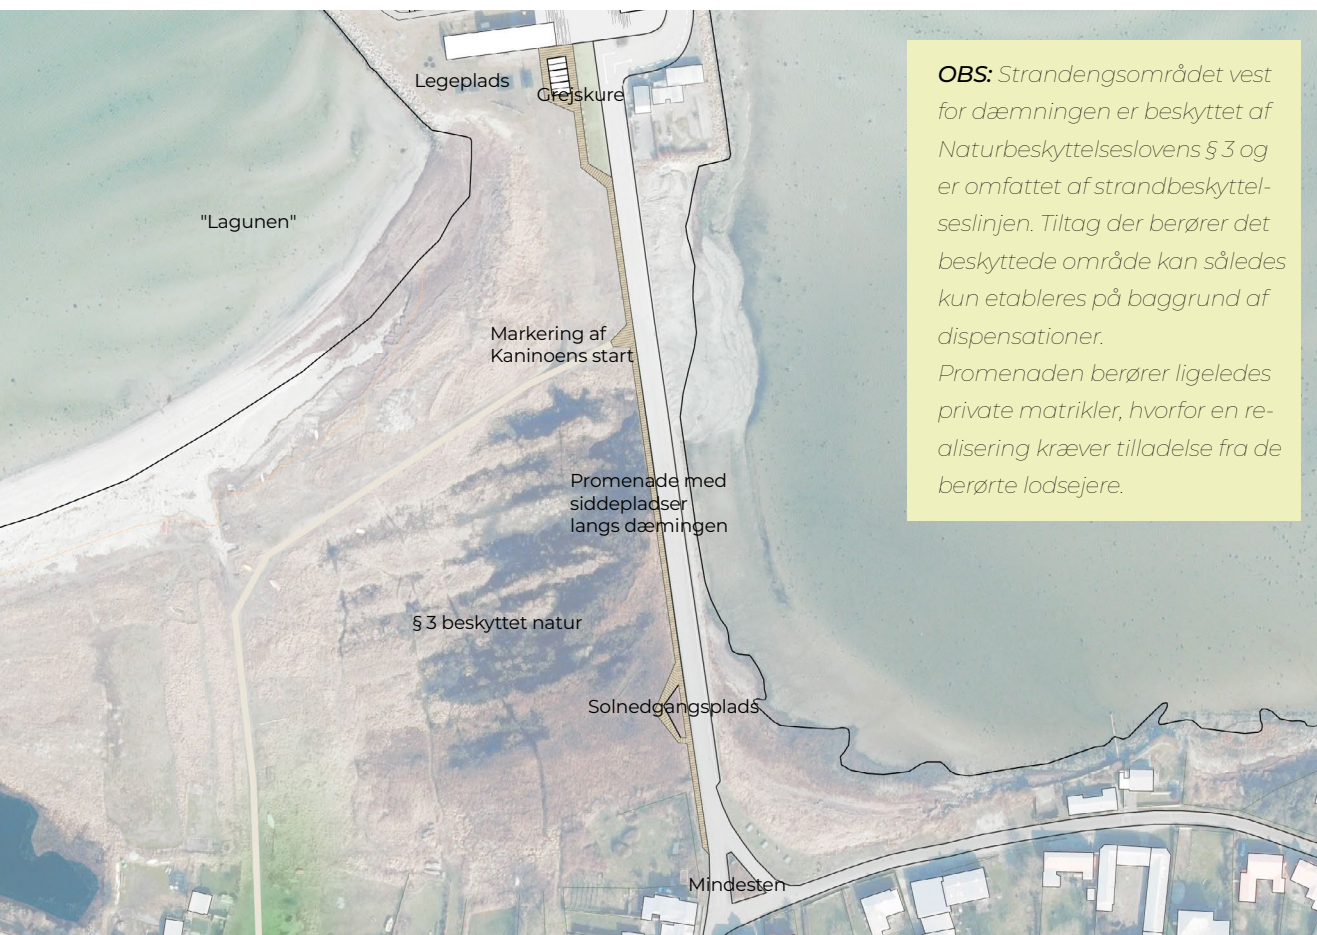 Legeplads
Grejskure
"Lagunen"
Markering af
Kaninoens start
Promenade med
siddepladser
langs dæmingen
§ 3 beskyttet natur
Solnedgangsplads
Mindesten
OBS: Strandengsområdet vest
for dæmningen er beskyttet af
Naturbeskyttelseslovens § 3 og
er omfattet af strandbeskyttel-
seslinjen. Tiltag der berører det
beskyttede område kan således
kun etableres på baggrund af
dispensationer.
Promenaden berører ligeledes
private matrikler, hvorfor en re-
alisering kræver tilladelse fra de
berørte lodsejere.